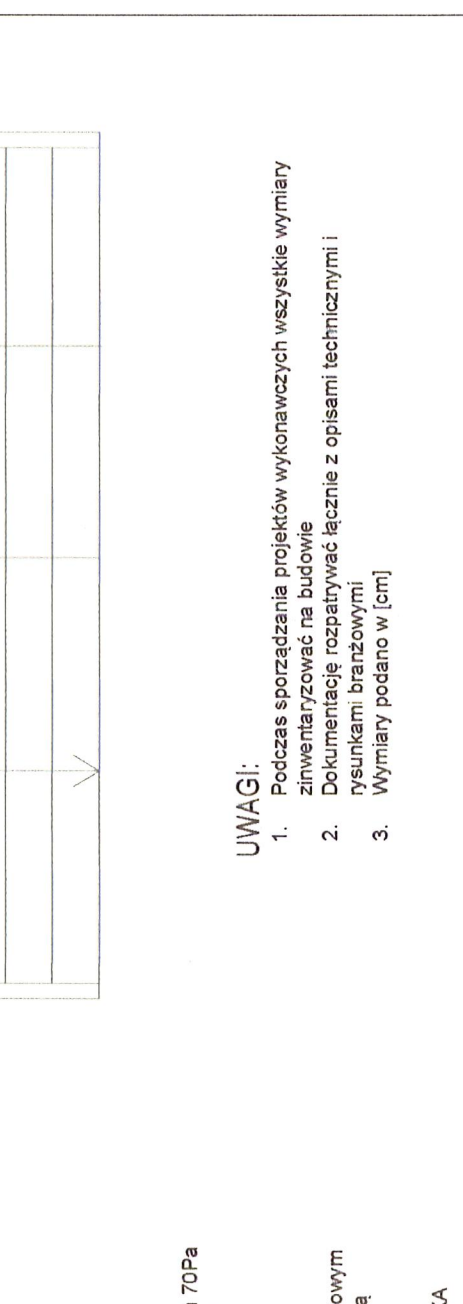 70Pa
UWAGI:
1. Podczas sporządzania projektów wykonawczych wszystkie wymiary
zinwentaryzować na budowie
2. Dokumentację rozpatrywać łącznie z opisami technicznymi i
rysunkami branżowymi
3. Wymiary podano w [cm]